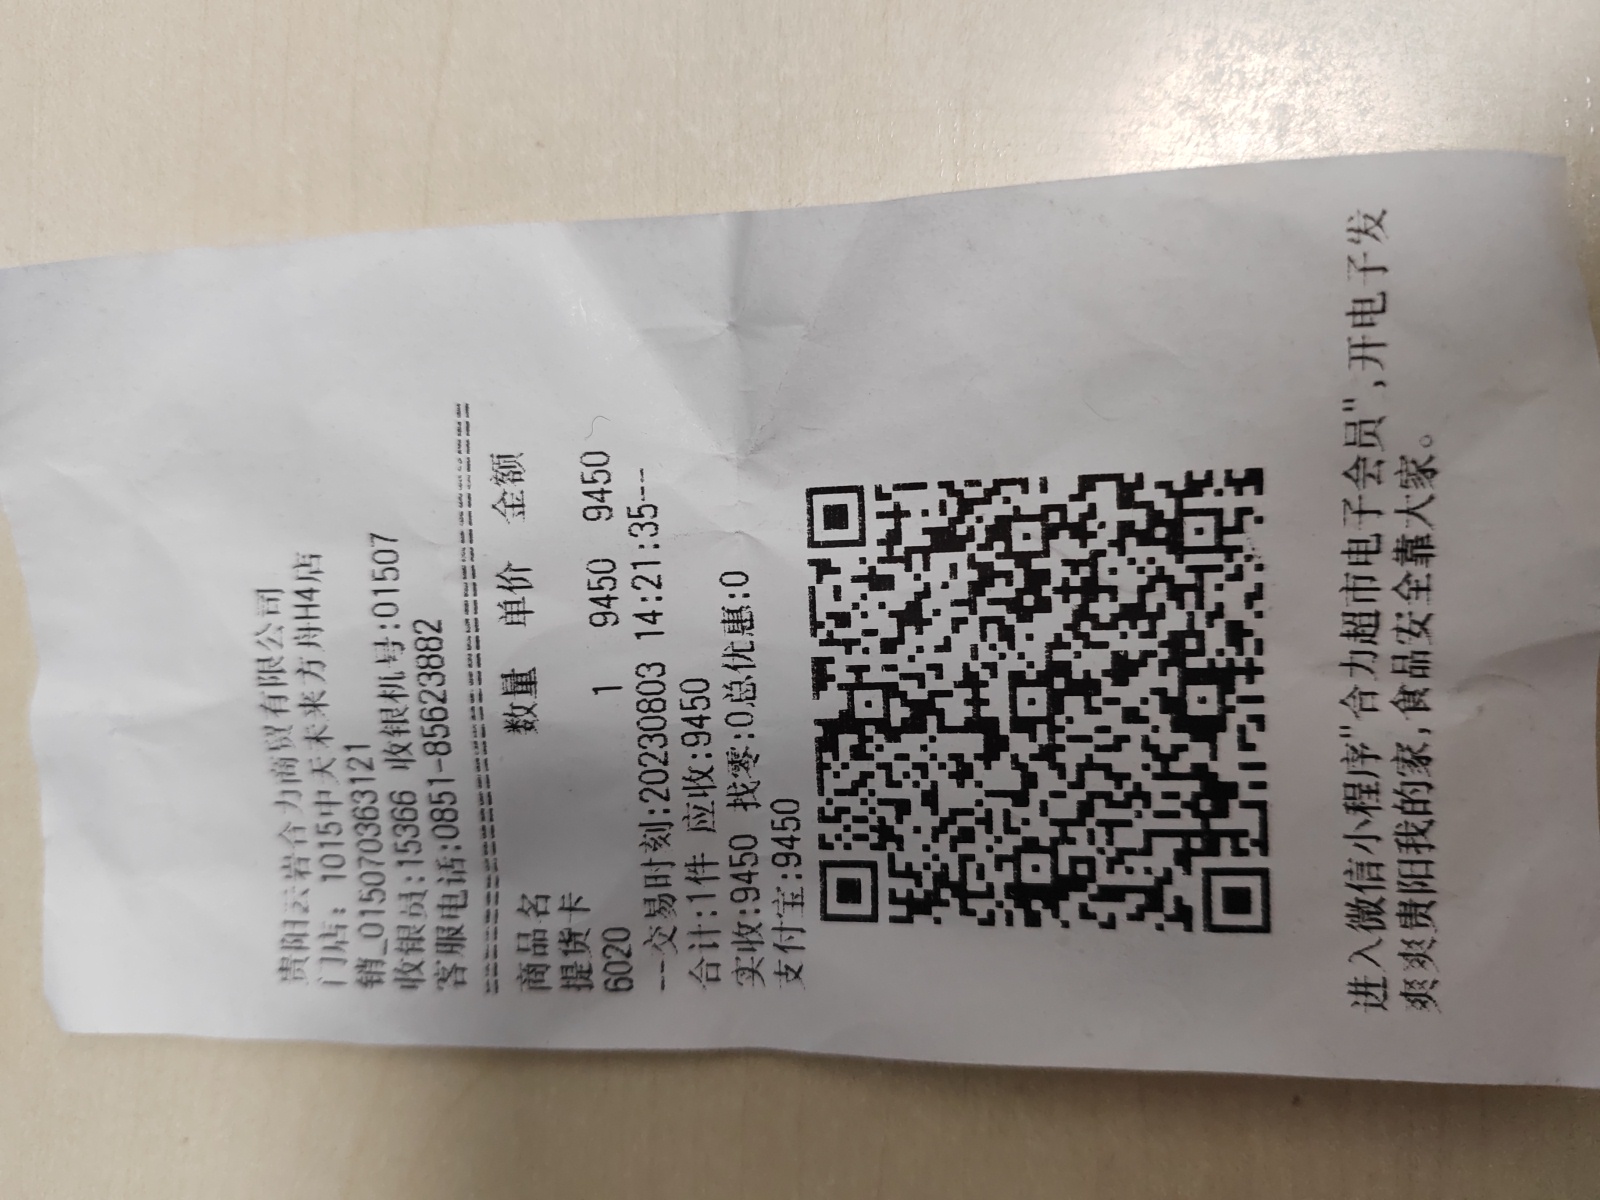 贵阳云岩合力商贸有限公司
门店: 1015中天未来方舟H4店
销_015070363121
收银员:15366 收银机号:01507
客服电话:0851-85623882
商品名 数量 单价 金额
提货卡
6020 1 9450 9450
--交易时刻:20230803 14:21:35---
合计:1件 应收:9450
实收:9450 找零:0总优惠:0
支付宝:9450
进入微信小程序"合力超市电子会员",开电子发
爽爽贵阳我的家,食品安全靠大家。